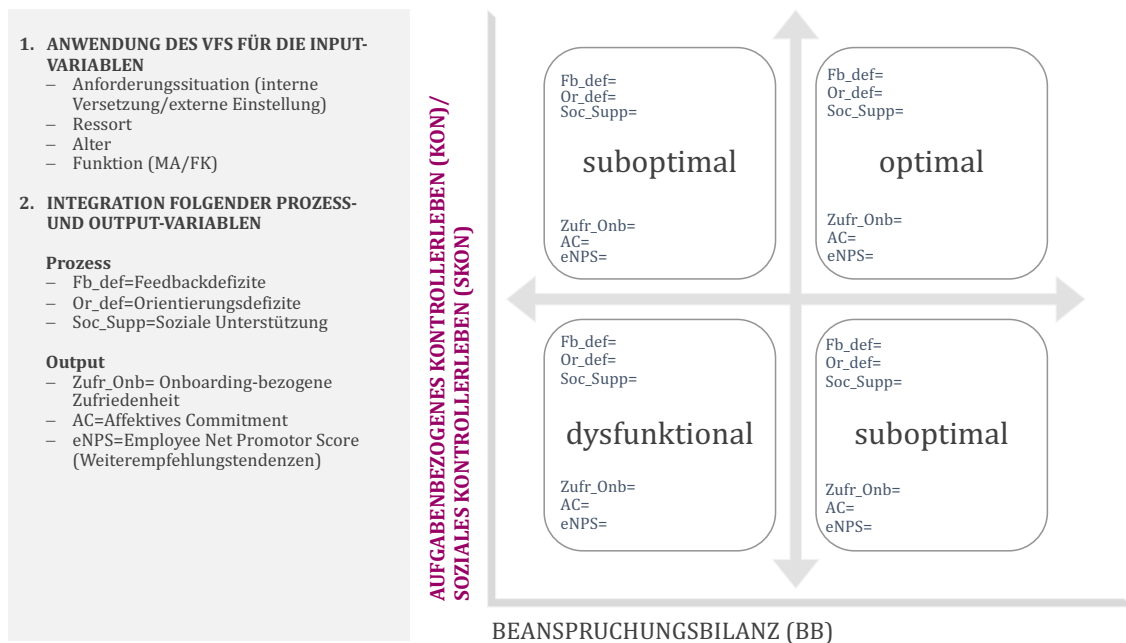 1. ANWENDUNG DES VFS FÜR DIE INPUT-
VARIABLEN
– Anforderungssituation (interne
Versetzung/externe Einstellung)
– Ressort
– Alter
– Funktion (MA/FK)
2. INTEGRATION FOLGENDER PROZESS-
UND OUTPUT-VARIABLEN
Prozess
– Fb_def=Feedbackdefizite
– Or_def=Orientierungsdefizite
– Soc_Supp=Soziale Unterstützung
Output
– Zufr_Onb= Onboarding-bezogene
Zufriedenheit
– AC=Affektives Commitment
– eNPS=Employee Net Promotor Score
(Weiterempfehlungstendenzen)
AUFGABENBEZOGENES KONTROLLERLEBEN (KON)/
SOZIALES KONTROLLERLEBEN (SKON)
Fb_def=
Or_def=
Soc_Supp=
suboptimal
Zufr_Onb=
AC=
eNPS=
Fb_def=
Or_def=
Soc_Supp=
optimal
Zufr_Onb=
AC=
eNPS=
Fb_def=
Or_def=
Soc_Supp=
dysfunktional
Zufr_Onb=
AC=
eNPS=
Fb_def=
Or_def=
Soc_Supp=
suboptimal
Zufr_Onb=
AC=
eNPS=
BEANSPRUCHUNGSBILANZ (BB)